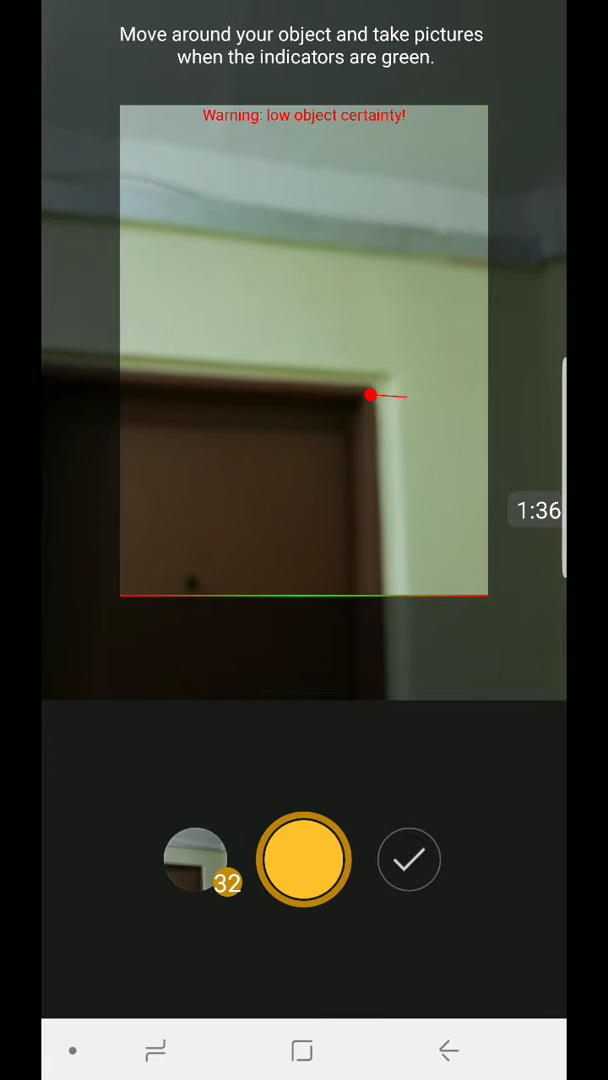 Move around your object and take pictures
when the indicators are green.
Warning: low object certainty!
1:36
32